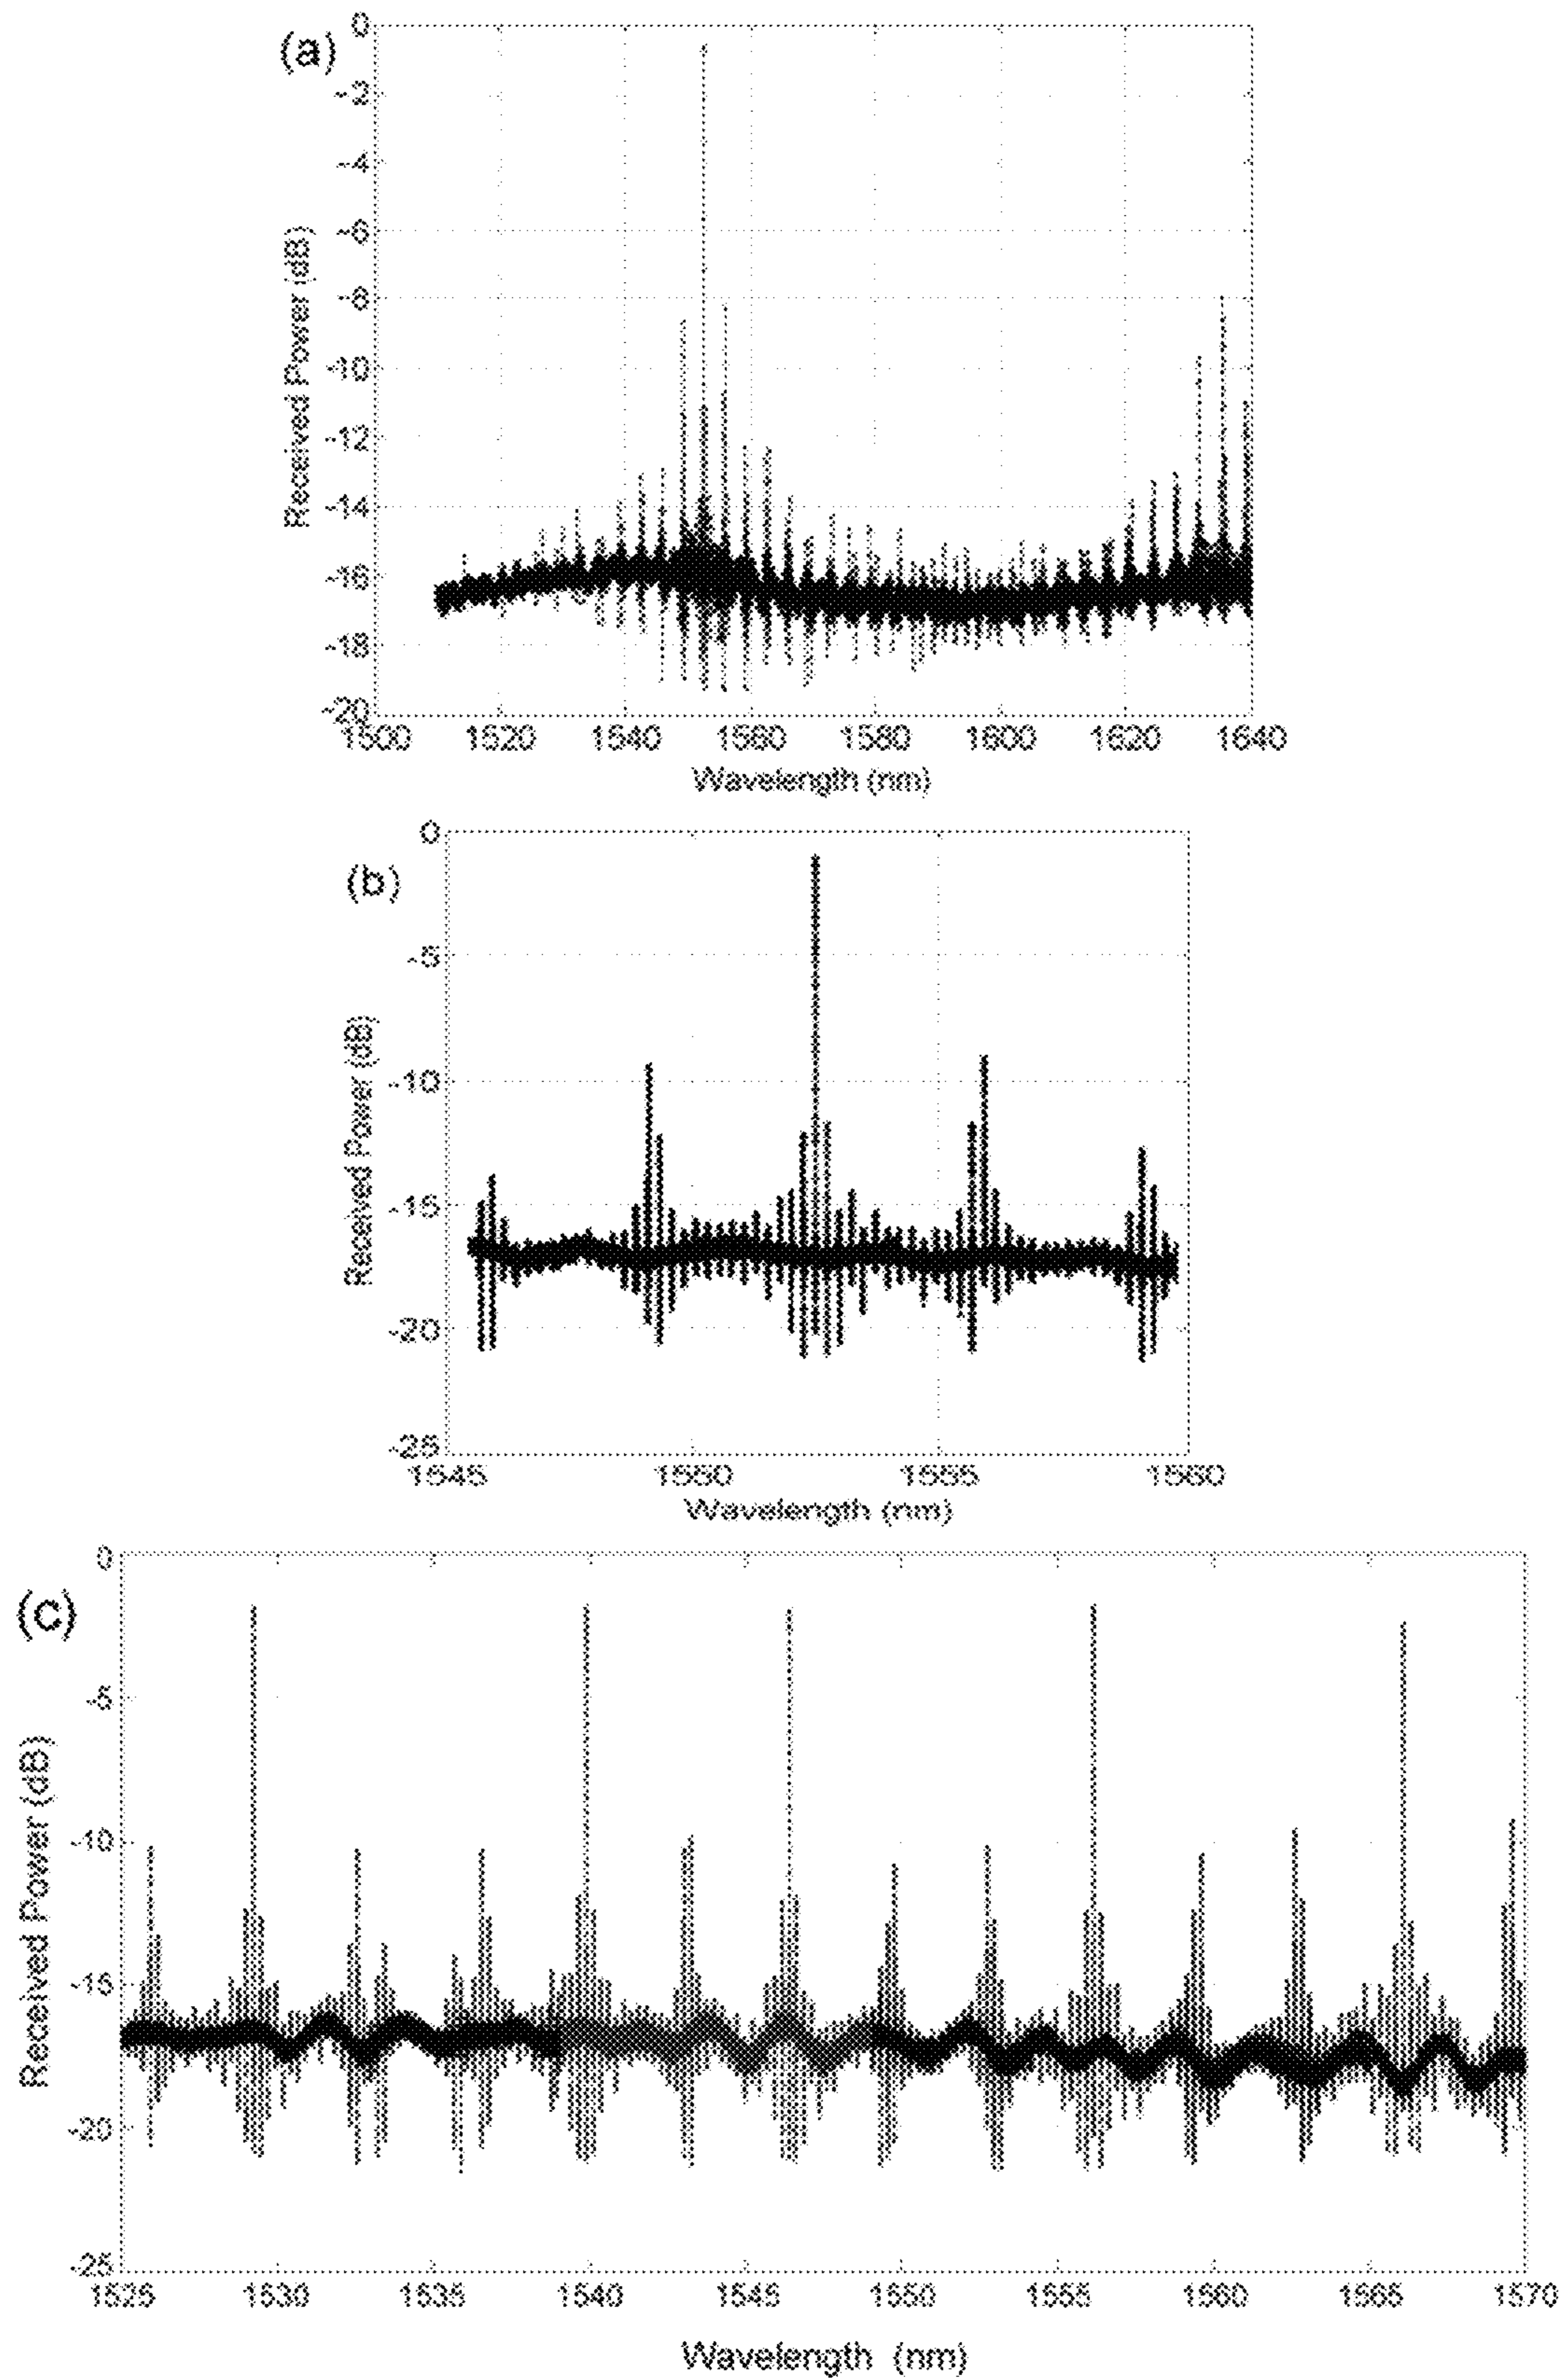 (a)
0
-2
-4
-6
-8
-10
-12
-14
-16
-18
-20
Received Power (dB)
1500 1520 1540 1560 1580 1600 1620 1640
Wavelength (nm)
(b)
0
-5
-10
-15
-20
-25
Received Power (dB)
1545 1550 1555 1560
Wavelength (nm)
(c)
0
-5
-10
-15
-20
-25
Received Power (dB)
1525 1530 1535 1540 1545 1550 1555 1560 1565 1570
Wavelength (nm)